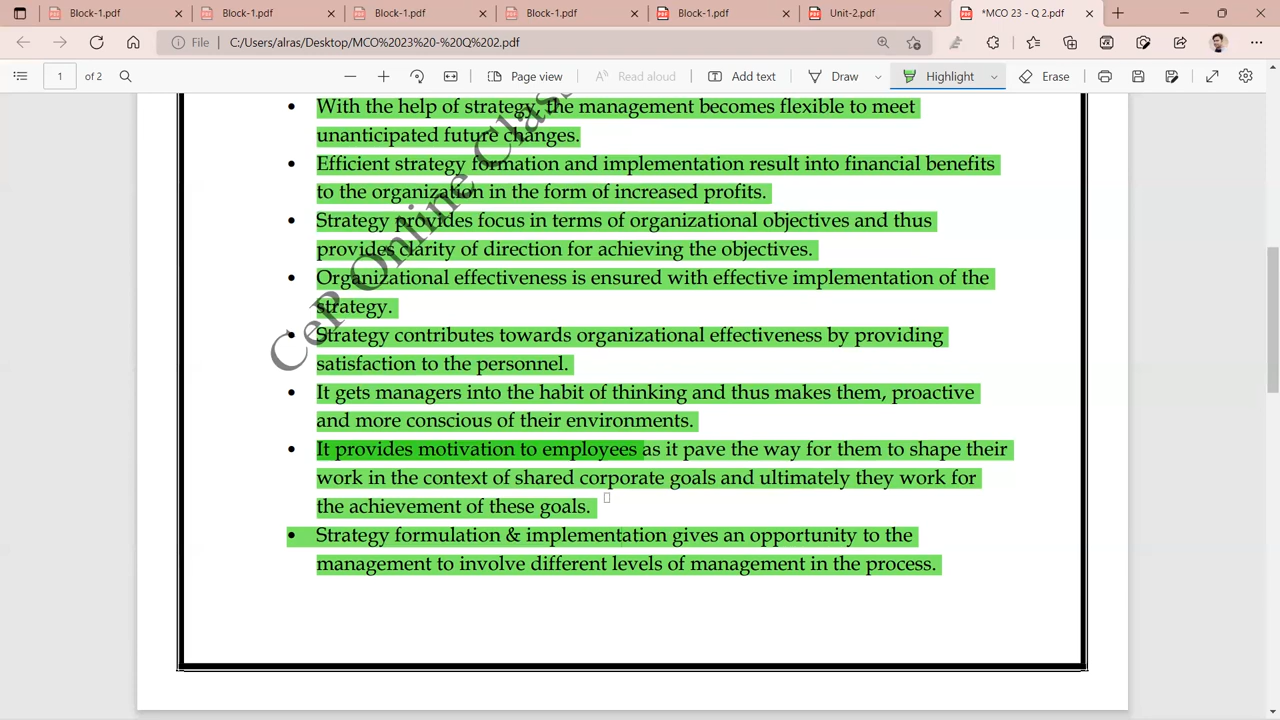 Block-1.pdf
Block-1.pdf
Block-1.pdf
Block-1.pdf
Block-1.pdf
Unit-2.pdf
*MCO 23 - Q 2.pdf
File
C:/Users/alras/Desktop/MCO%2023%20-%20Q%202.pdf
1 of 2
Page view
Read aloud
Add text
Draw
Highlight
Erase
• With the help of strategy, the management becomes flexible to meet
unanticipated future changes.
• Efficient strategy formation and implementation result into financial benefits
to the organization in the form of increased profits.
• Strategy provides focus in terms of organizational objectives and thus
provides clarity of direction for achieving the objectives.
• Organizational effectiveness is ensured with effective implementation of the
strategy.
• Strategy contributes towards organizational effectiveness by providing
satisfaction to the personnel.
• It gets managers into the habit of thinking and thus makes them, proactive
and more conscious of their environments.
• It provides motivation to employees as it pave the way for them to shape their
work in the context of shared corporate goals and ultimately they work for
the achievement of these goals.
• Strategy formulation & implementation gives an opportunity to the
management to involve different levels of management in the process.
CeP Online